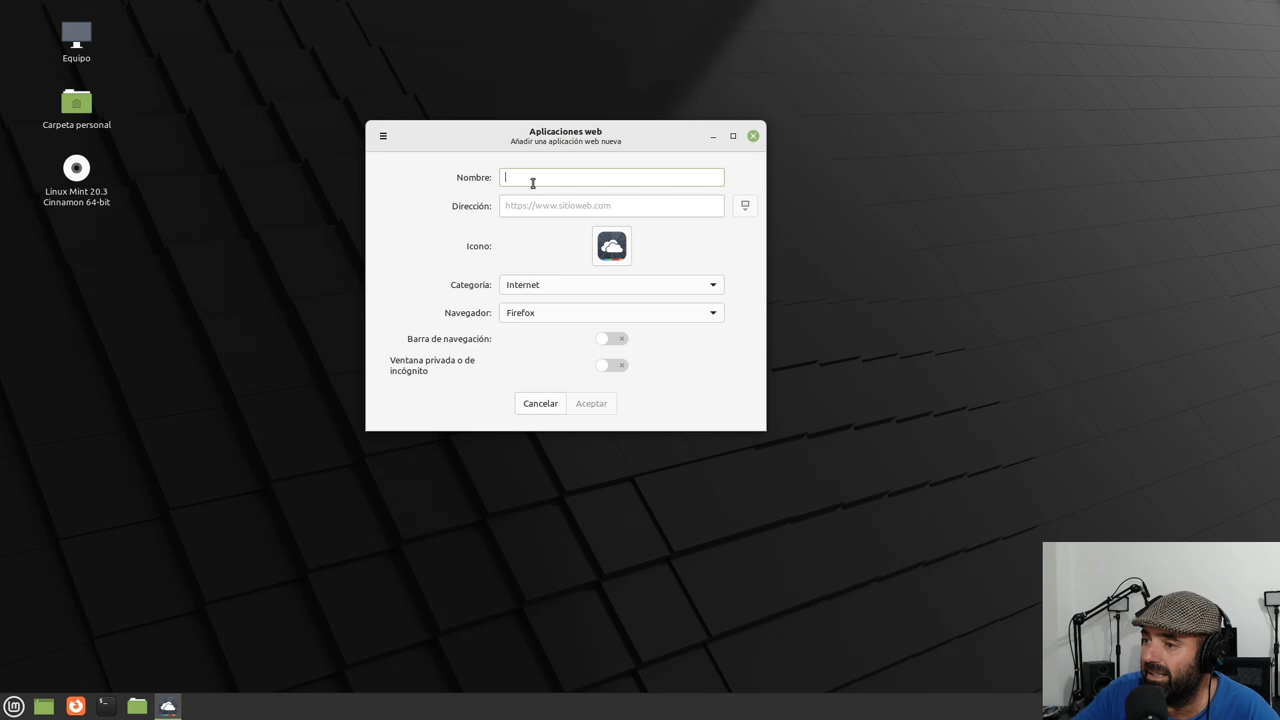 Equipo
Carpeta personal
Linux Mint 20.3
Cinnamon 64-bit
Aplicaciones web
Añadir una aplicación web nueva
Nombre:
Dirección: https://www.sitioweb.com
Icono:
Categoría: Internet
Navegador: Firefox
Barra de navegación:
Ventana privada o de
incógnito
Cancelar Aceptar